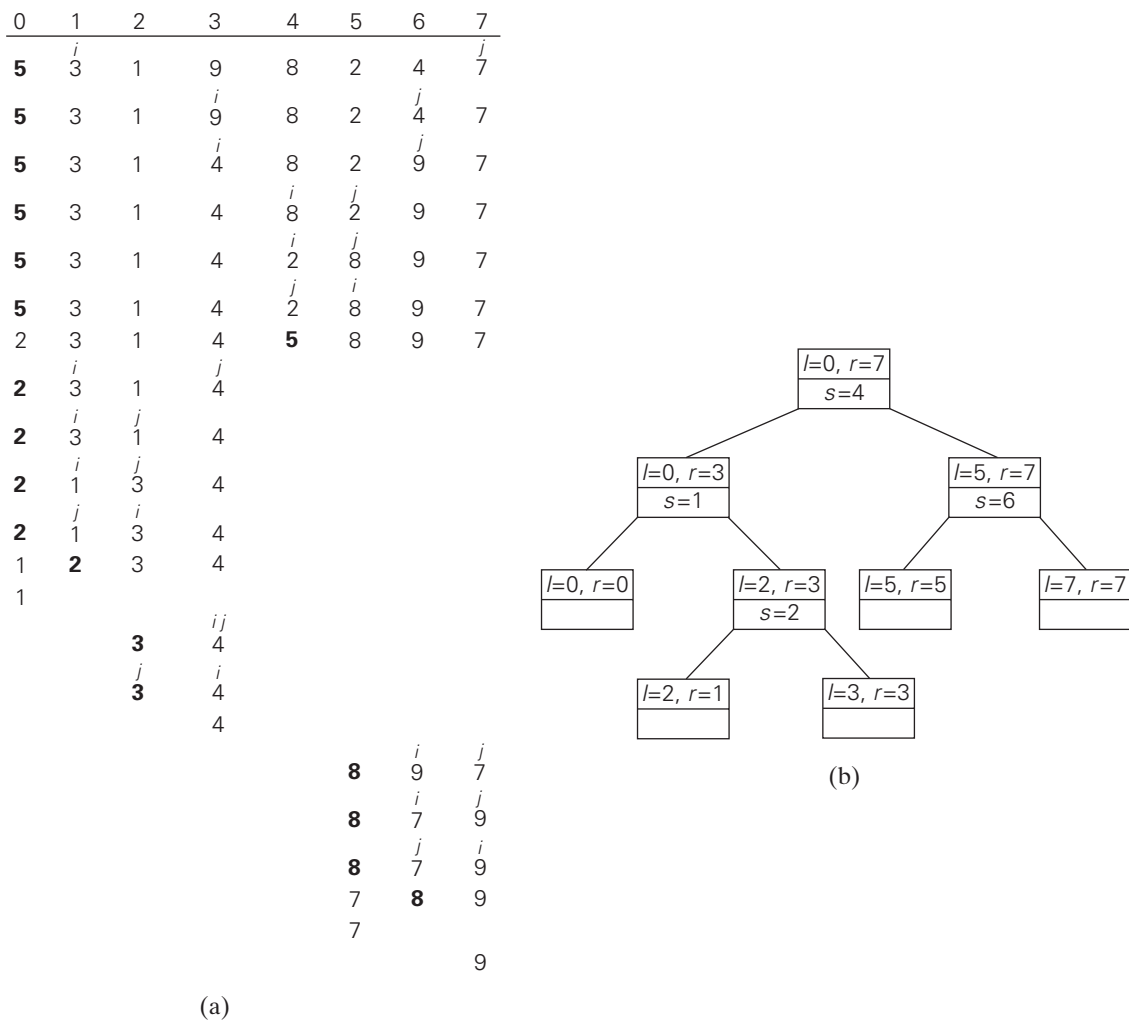 0 1 2 3 4 5 6 7
i j
5 3 1 9 8 2 4 7
i j
5 3 1 9 8 2 4 7
i j
5 3 1 4 8 2 9 7
i j
5 3 1 4 8 2 9 7
i j
5 3 1 4 2 8 9 7
j i
5 3 1 4 2 8 9 7
2 3 1 4 5 8 9 7
i j
2 3 1 4
i j
2 3 1 4
i j
2 1 3 4
j i
2 1 3 4
1 2 3 4
1
i j
3 4
j i
3 4
4
i j
8 9 7
i j
8 7 9
j i
8 7 9
7 8 9
7
9
(a)
l=0, r=7
s=4
l=0, r=3 l=5, r=7
s=1 s=6
l=0, r=0 l=2, r=3 l=5, r=5 l=7, r=7
s=2
l=2, r=1 l=3, r=3
(b)